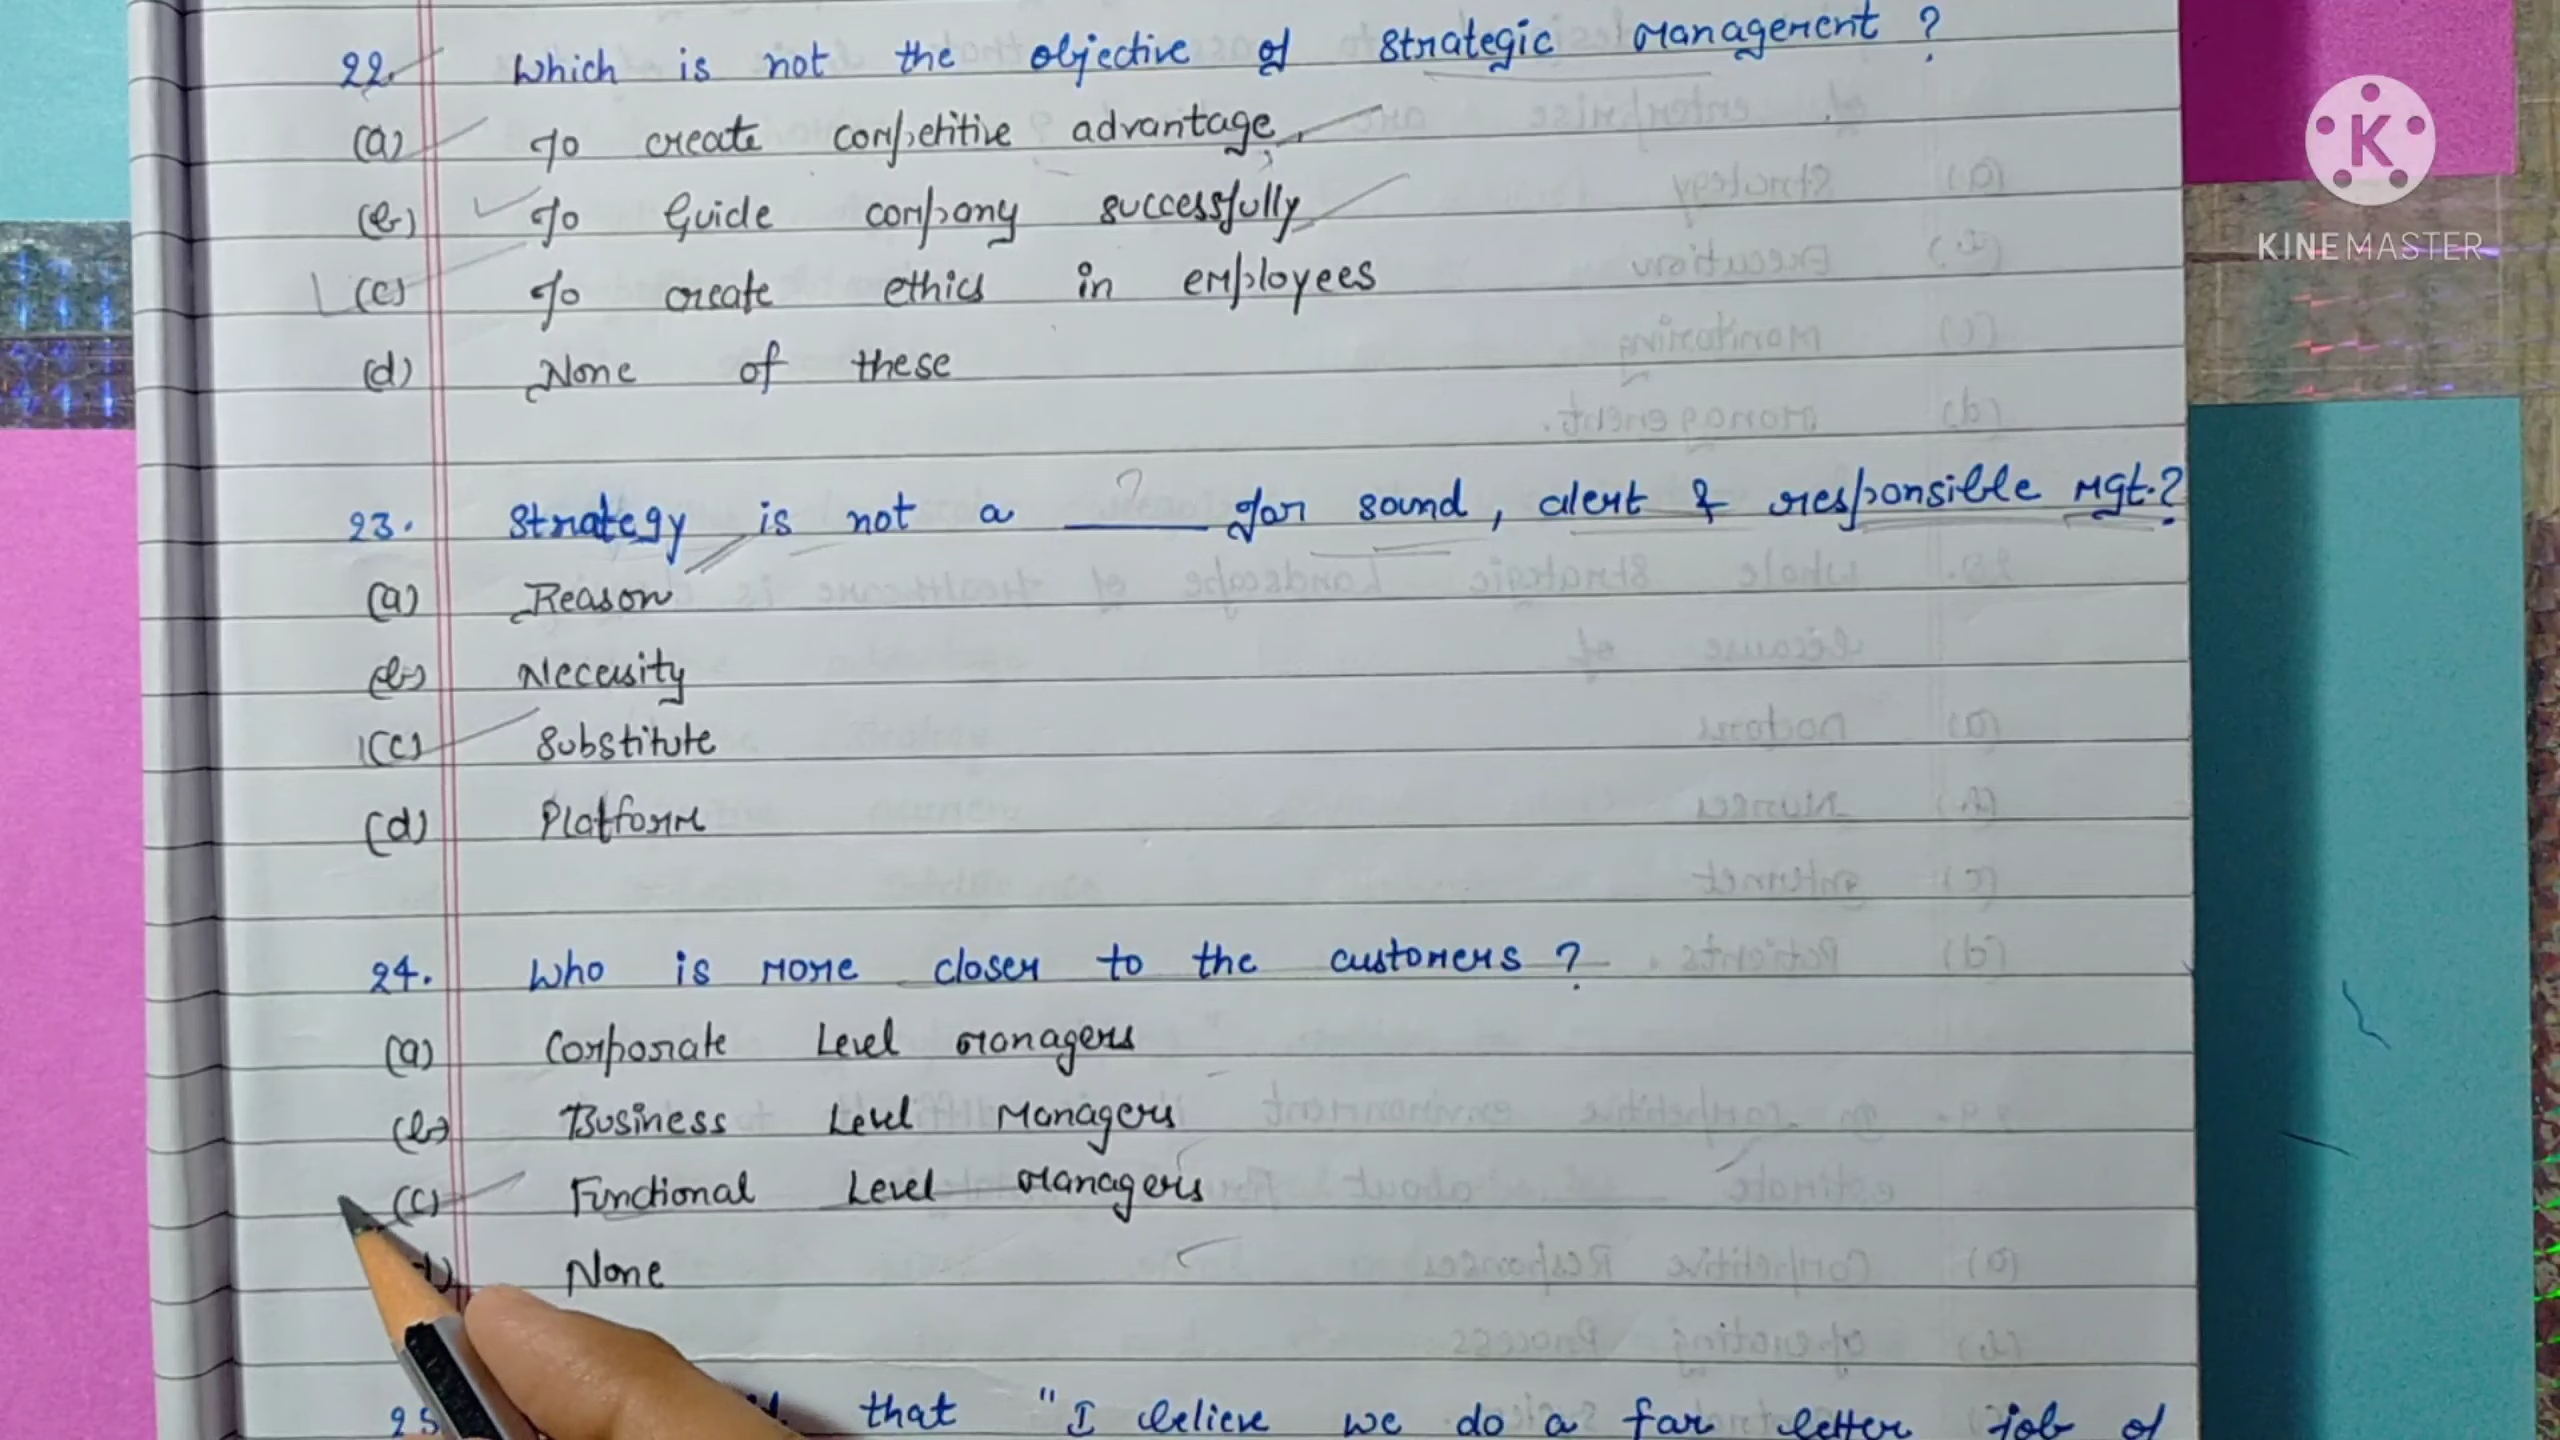 22. Which is not the objective of Strategic Management ?
(a) To create competitive advantage,
(b) To Guide company successfully
(c) To create ethics in employees
(d) None of these
KINEMASTER
23. Strategy is not a ______ for sound, alert & responsible Mgt.?
(a) Reason
(b) Necessity
(c) Substitute
(d) Platform
24. Who is more closer to the customers ?
(a) Corporate Level Managers
(b) Business Level Managers
(c) Functional Level Managers
None
25 that "I believe we do a far better job of